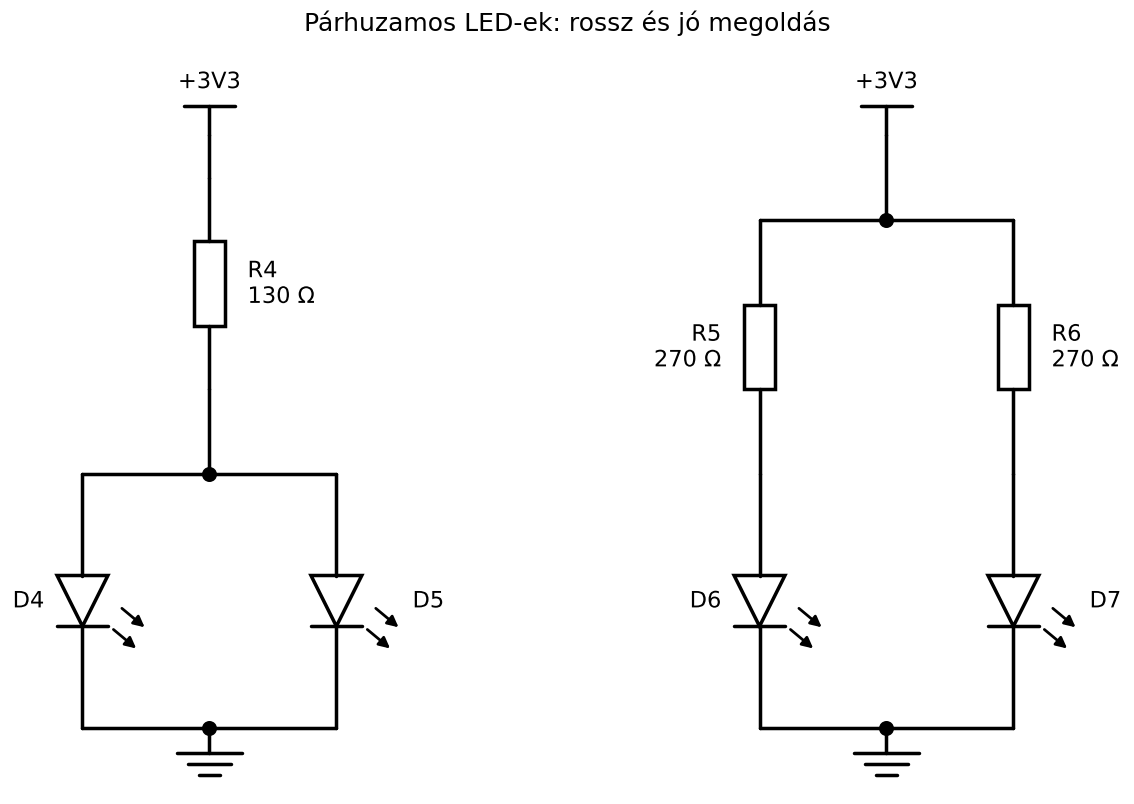 Párhuzamos LED-ek: rossz és jó megoldás
+3V3
R4
130 Ω
D4
D5
+3V3
R5
270 Ω
R6
270 Ω
D6
D7